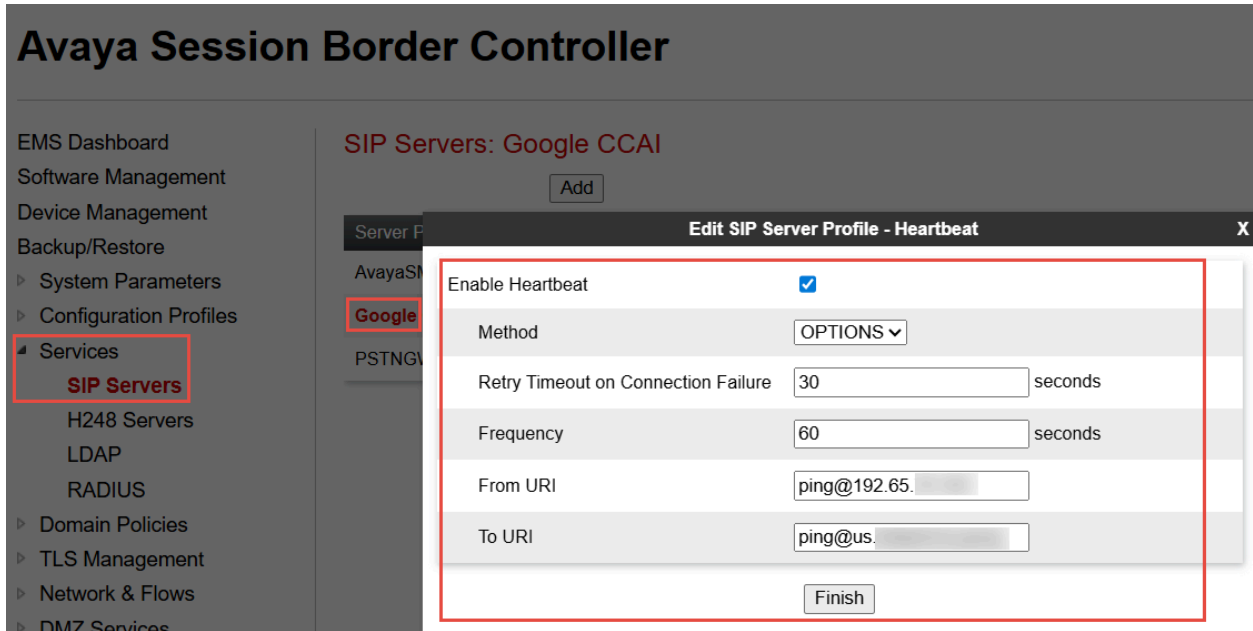 Avaya Session Border Controller
EMS Dashboard
Software Management
Device Management
Backup/Restore
System Parameters
Configuration Profiles
Services
SIP Servers
H248 Servers
LDAP
RADIUS
Domain Policies
TLS Management
Network & Flows
DMZ Services
SIP Servers: Google CCAI
Add
Server P
AvayaSM
Google
PSTNGW
Edit SIP Server Profile - Heartbeat X
Enable Heartbeat
Method OPTIONS
Retry Timeout on Connection Failure 30 seconds
Frequency 60 seconds
From URI ping@192.65.
To URI ping@us.
Finish